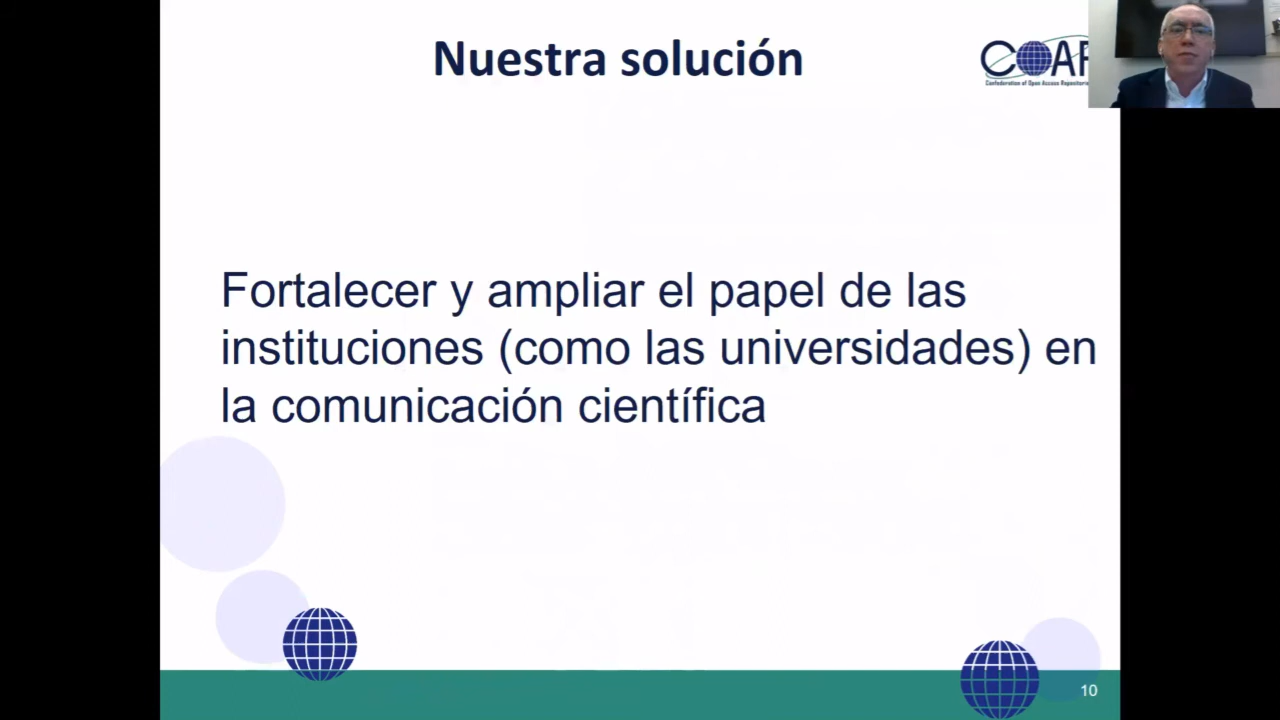 Nuestra solución
COAR
Confederation of Open Access Repositories
Fortalecer y ampliar el papel de las
instituciones (como las universidades) en
la comunicación científica
10